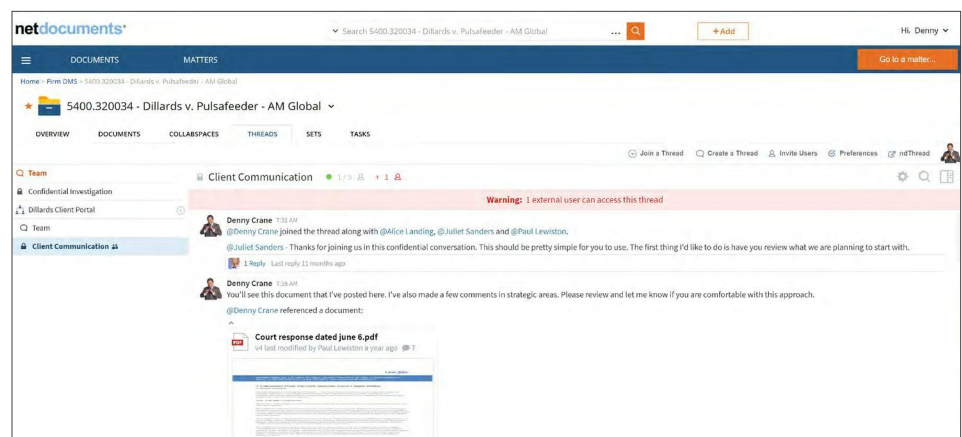 netdocuments
Search 5400.320034 - Dillards v. Pulsafeeder - AM Global ...
+Add
Hi, Denny
DOCUMENTS MATTERS Go to a matter...
Home > Firm DMS > 5400.320034 - Dillards v. Pulsafeeder - AM Global
5400.320034 - Dillards v. Pulsafeeder - AM Global
OVERVIEW DOCUMENTS COLLABSPACES THREADS SETS TASKS
Join a Thread Create a Thread Invite Users Preferences ndThread
Team
Confidential Investigation
Dillards Client Portal
Team
Client Communication
Client Communication 1/5 + 1
Warning: 1 external user can access this thread
Denny Crane 7:31 AM
@Denny Crane joined the thread along with @Alice Landing, @Juliet Sanders and @Paul Lewiston.
@Juliet Sanders - Thanks for joining us in this confidential conversation. This should be pretty simple for you to use. The first thing I'd like to do is have you review what we are planning to start with.
1 Reply Last reply 11 months ago
Denny Crane 7:36 AM
You'll see this document that I've posted here. I've also made a few comments in strategic areas. Please review and let me know if you are comfortable with this approach.
@Denny Crane referenced a document:
PDF
Court response dated june 6.pdf
v4 last modified by Paul Lewiston a year ago 7